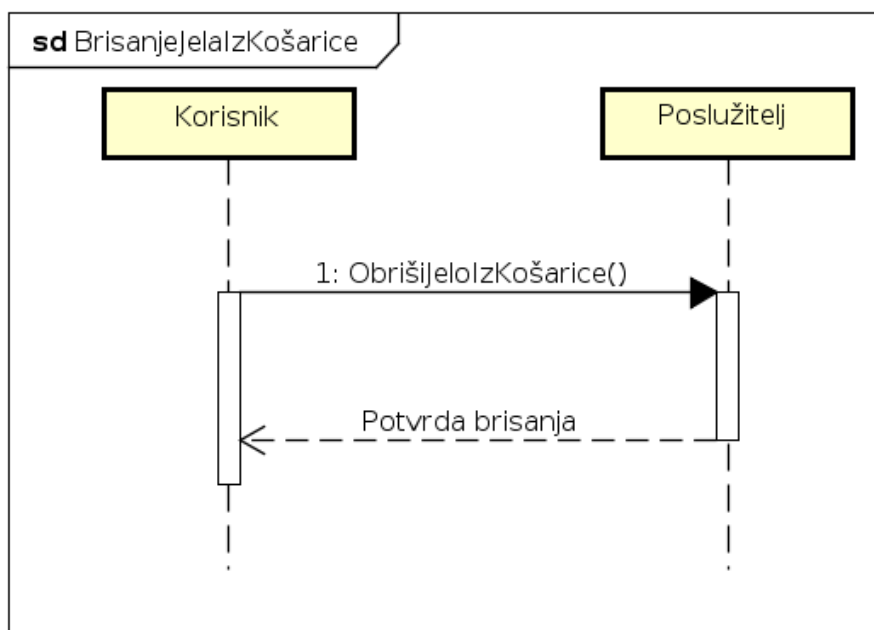 sd BrisanjeJelaIzKošarice
Korisnik
Poslužitelj
1: ObrišiJeloIzKošarice()
Potvrda brisanja